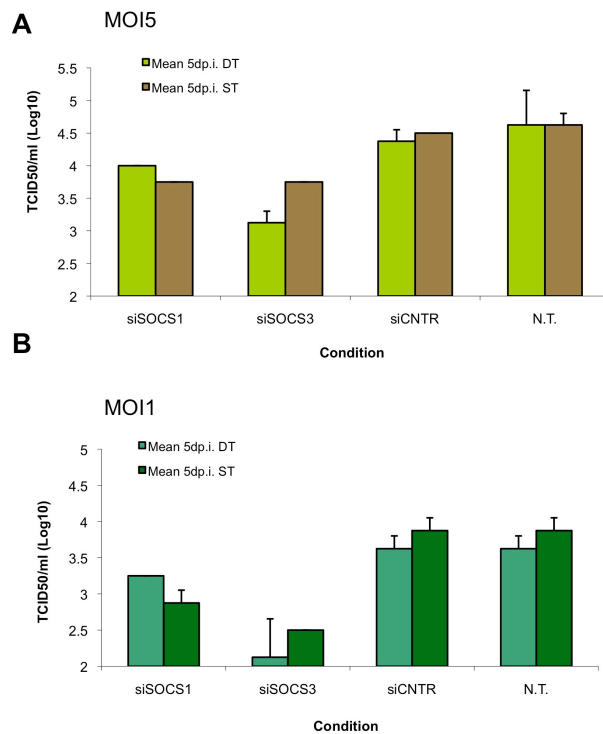 A
MOI5
Mean 5dp.i. DT
Mean 5dp.i. ST
TCID50/ml (Log10)
5.5
5
4.5
4
3.5
3
2.5
2
siSOCS1 siSOCS3 siCNTR N.T.
Condition
B
MOI1
Mean 5dp.i. DT
Mean 5dp.i. ST
TCID50/ml (Log10)
5
4.5
4
3.5
3
2.5
2
siSOCS1 siSOCS3 siCNTR N.T.
Condition